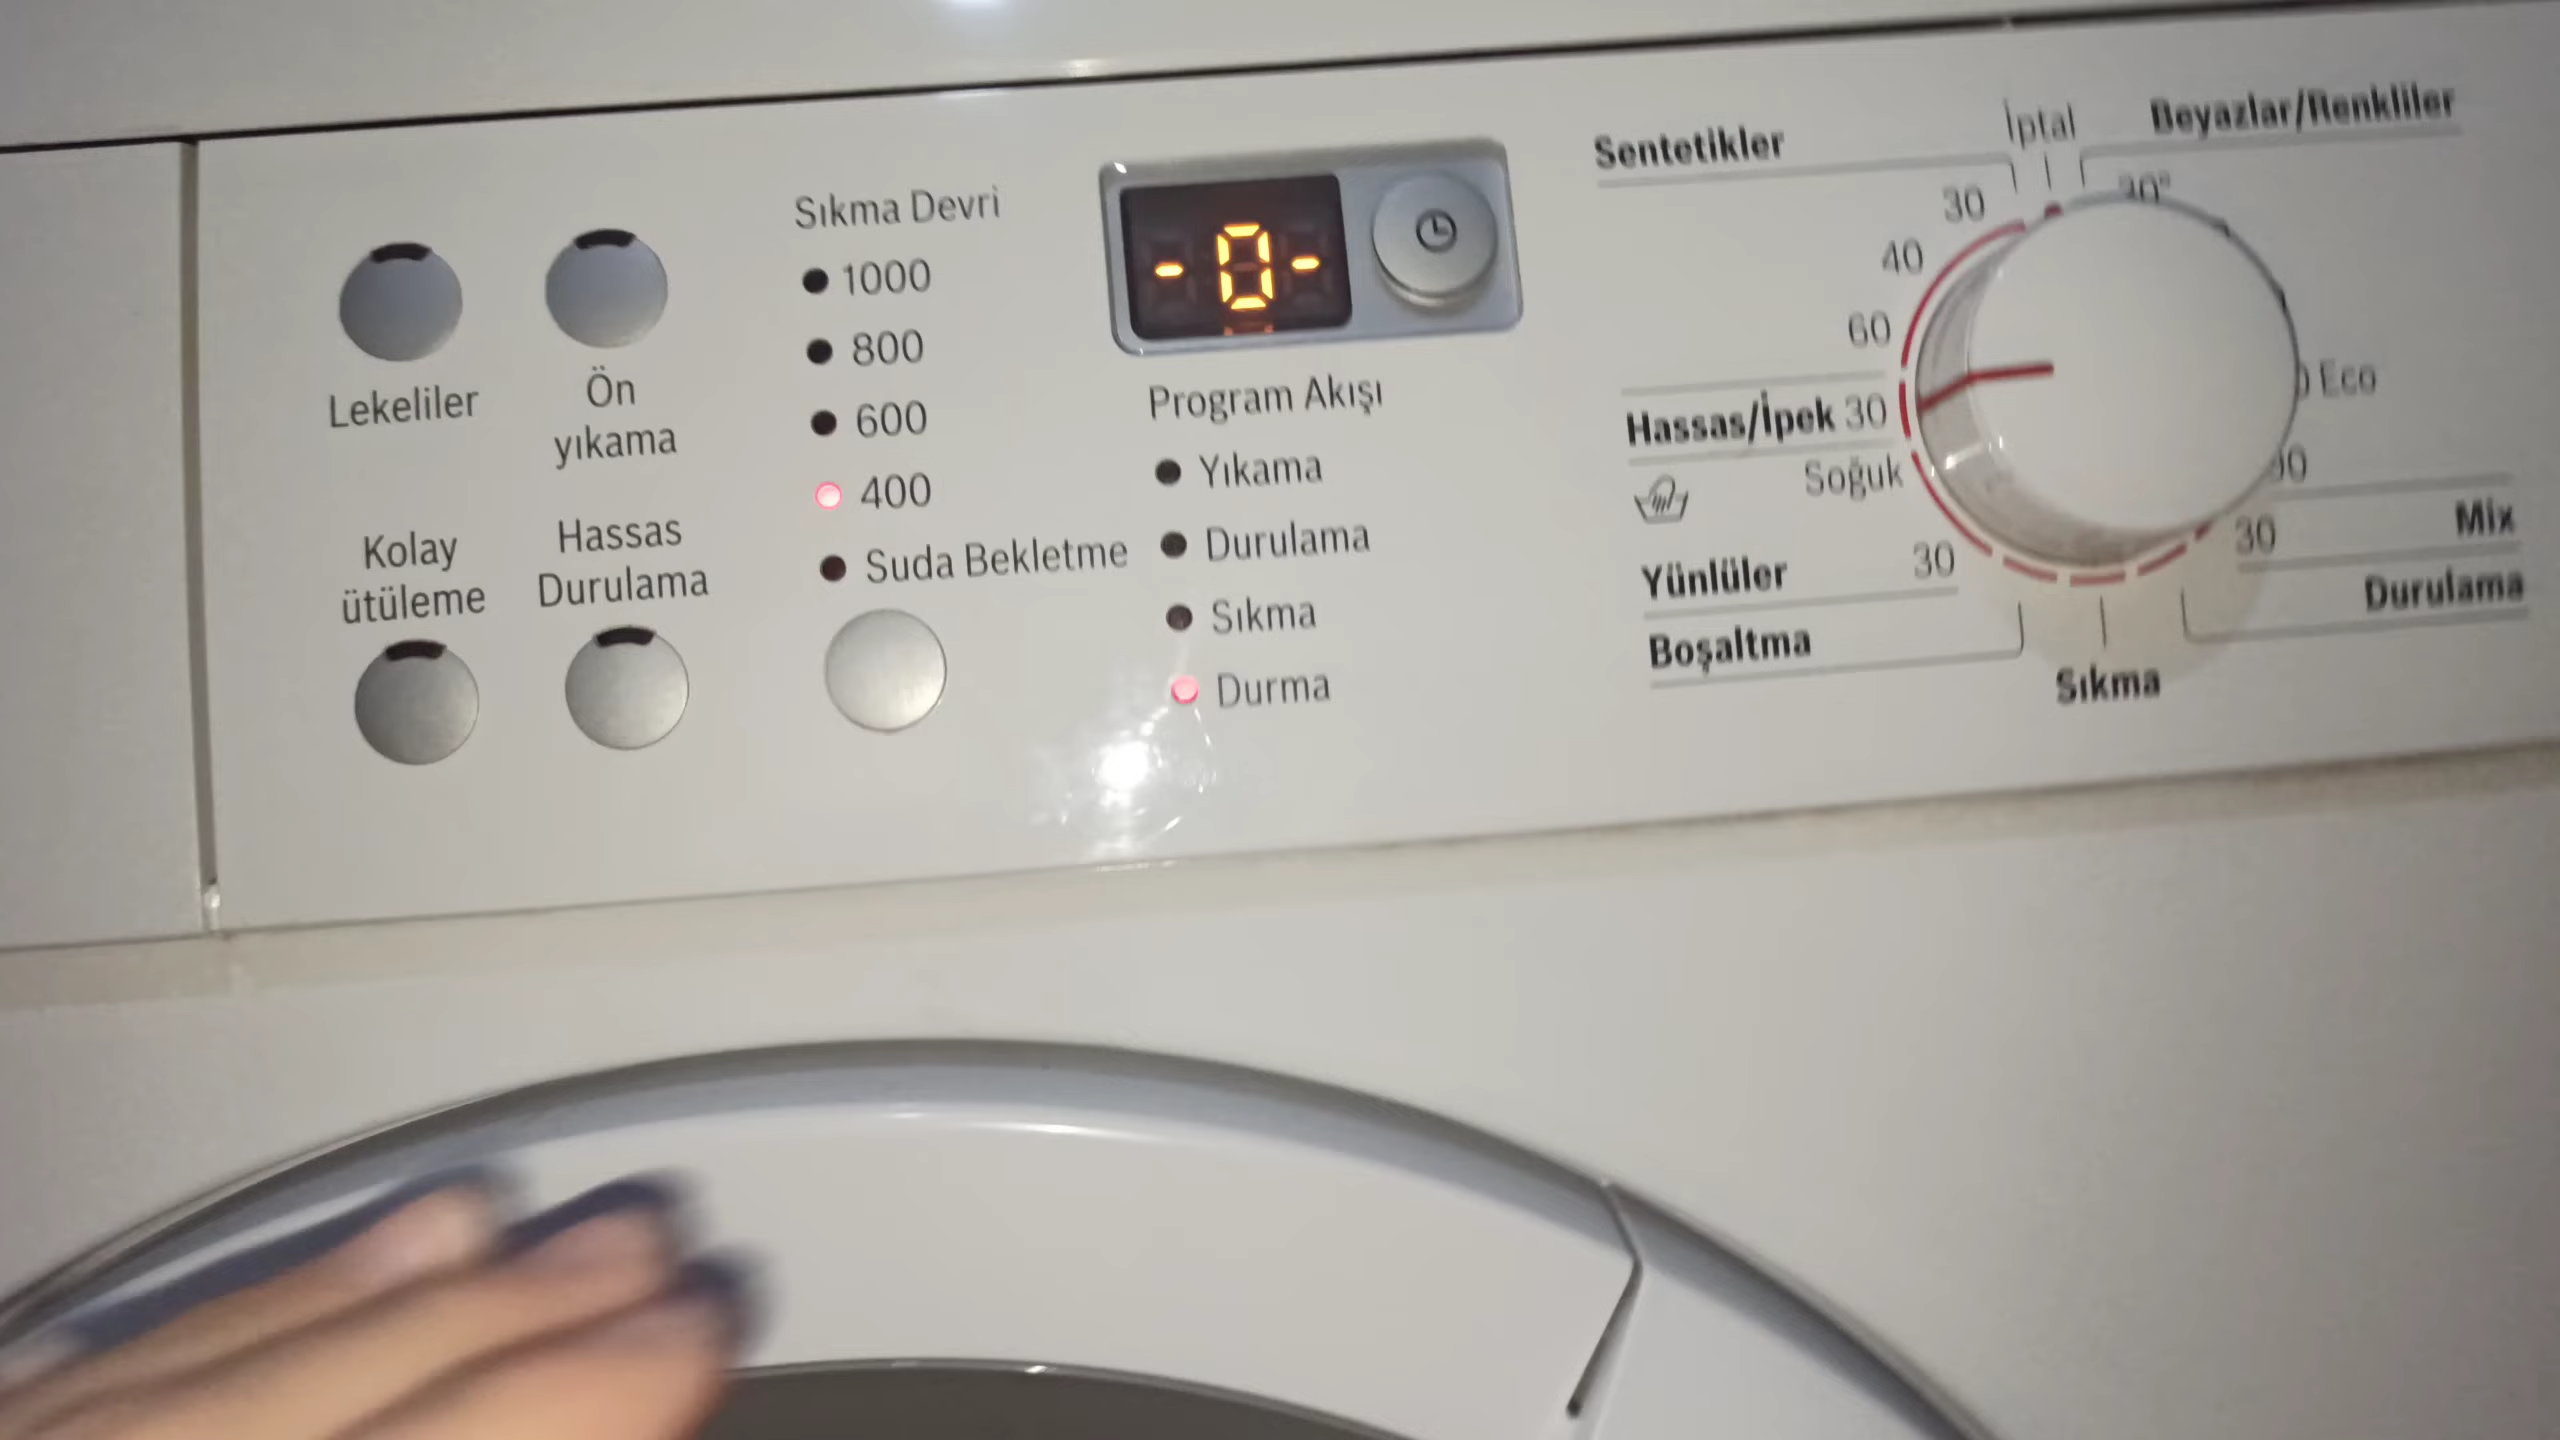 Lekeliler
Ön
yıkama
Kolay
ütüleme
Hassas
Durulama
Sıkma Devri
1000
800
600
400
Suda Bekletme
-0-
Program Akışı
Yıkama
Durulama
Sıkma
Durma
Sentetikler
İptal
Beyazlar/Renkliler
30
40
60
Hassas/İpek 30
Soğuk
Yünlüler 30
Boşaltma
Sıkma
Eco
30
Mix
Durulama